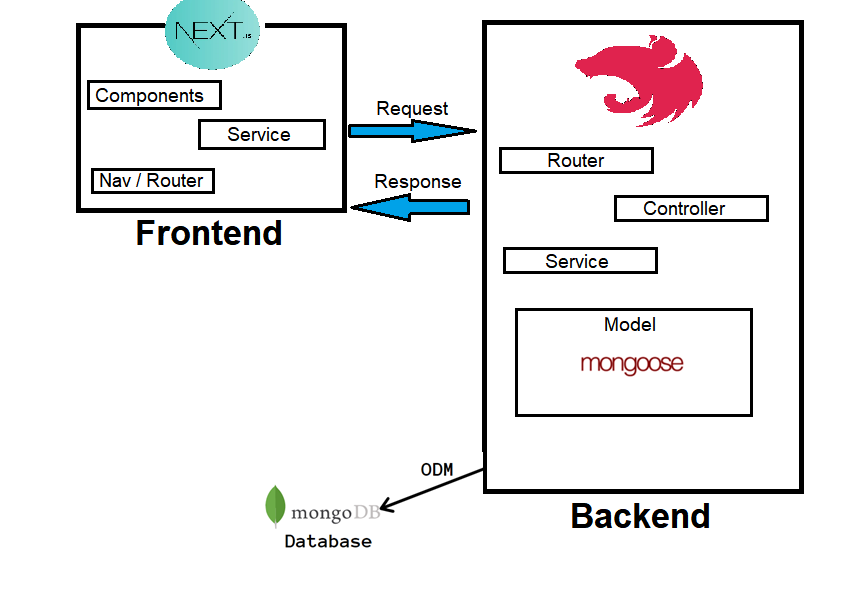 NEXT.JS
Components
Service
Nav / Router
Frontend
Request
Response
Router
Controller
Service
Model
mongoose
ODM
mongoDB
Database
Backend